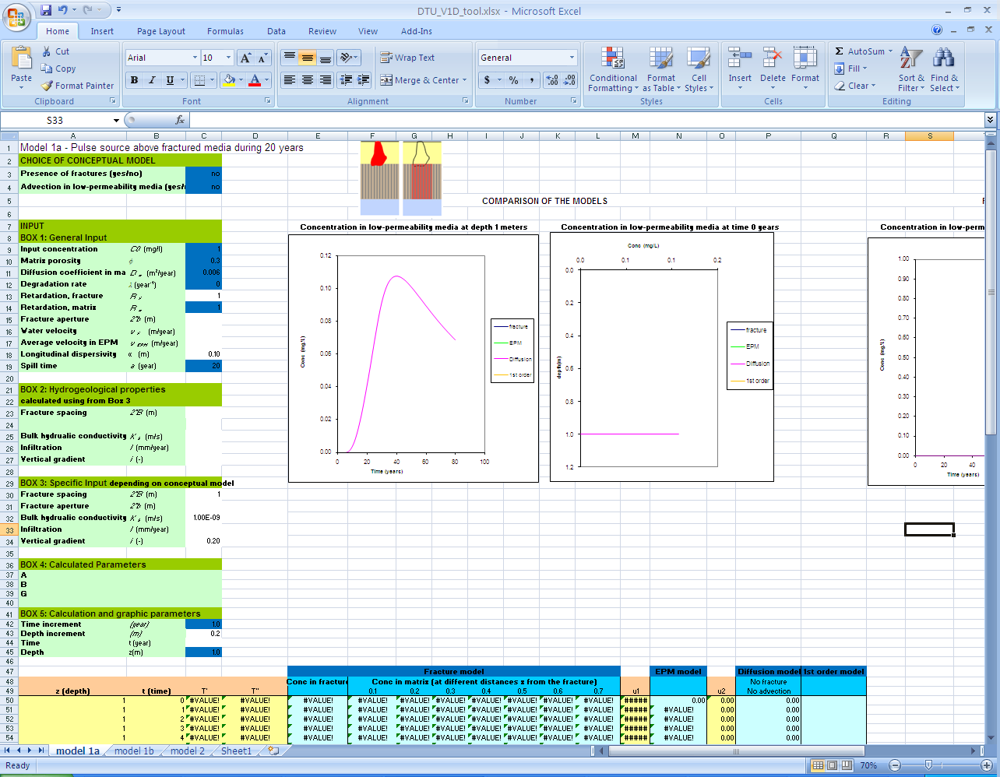 DTU_V1D_tool.xlsx - Microsoft Excel
Home Insert Page Layout Formulas Data Review View Add-Ins
Paste Cut Copy Format Painter Clipboard
Arial 10 A A B I U A Font
Wrap Text Merge & Center Alignment
General $ % , .00 Number
Conditional Formatting Format as Table Cell Styles Styles
Insert Delete Format Cells
Σ AutoSum Fill Clear Sort & Filter Find & Select Editing
S33 fx
A B C D E F G H I J K L M N O P Q R S
1 Model 1a - Pulse source above fractured media during 20 years
2 CHOICE OF CONCEPTUAL MODEL
3 Presence of fractures (yes/no) no
4 Advection in low-permeability media (yes/ no
5 COMPARISON OF THE MODELS
6
7 INPUT
8 BOX 1: General Input
9 Input concentration C0 (mg/l) 1
10 Matrix porosity ϕ 0.3
11 Diffusion coefficient in ma D (m²/year) 0.006
12 Degradation rate λ (year⁻¹) 0
13 Retardation, fracture R 1
14 Retardation, matrix R 1
15 Fracture aperture 2*b (m)
16 Water velocity v (m/year)
17 Average velocity in EPM v EPM (m/year)
18 Longitudinal dispersivity α (m) 0.10
19 Spill time a (year) 20
20
21 BOX 2: Hydrogeological properties
22 calculated using from Box 3
23 Fracture spacing 2*B (m)
24
25 Bulk hydrualic conductivity K (m/s)
26 Infiltration I (mm/year)
27 Vertical gradient i (-)
28
29 BOX 3: Specific Input depending on conceptual model
30 Fracture spacing 2*B (m) 1
31 Fracture aperture 2*b (m)
32 Bulk hydrualic conductivity K (m/s) 1.00E-09
33 Infiltration I (mm/year)
34 Vertical gradient i (-) 0.20
35
36 BOX 4: Calculated Parameters
37 A
38 B
39 G
40
41 BOX 5: Calculation and graphic parameters
42 Time increment (year) 1.0
43 Depth increment (m) 0.2
44 Time t (year)
45 Depth z(m) 1.0
46
Concentration in low-permeability media at depth 1 meters
0.12
0.10
0.08
0.06
0.04
0.02
0.00
Conc (mg/L)
0 20 40 60 80 100
Time (years)
fracture
EPM
Diffusion
1st order
Concentration in low-permeability media at time 0 years
Conc (mg/L)
0.0 0.1 0.1 0.2
0.0
0.2
0.4
0.6
0.8
1.0
1.2
depth(m)
fracture
EPM
Diffusion
1st order
Concentration in low-perm
1.00
0.90
0.80
0.70
0.60
0.50
0.40
0.30
0.20
0.10
0.00
Conc (mg/L)
0 20 40
Time (years)
47 Fracture model EPM model Diffusion model 1st order model
48 Conc in fracture Conc in matrix (at different distances x from the fracture) No fracture
49 z (depth) t (time) T' T" 0.1 0.2 0.3 0.4 0.5 0.6 0.7 u1 u2 No advection
50 1 0 #VALUE! #VALUE! #VALUE! #VALUE! #VALUE! #VALUE! #VALUE! #VALUE! #VALUE! #VALUE! ##### 0.00 0.00 0.00
51 1 1 #VALUE! #VALUE! #VALUE! #VALUE! #VALUE! #VALUE! #VALUE! #VALUE! #VALUE! #VALUE! ##### #VALUE! 0.00 0.00
52 1 2 #VALUE! #VALUE! #VALUE! #VALUE! #VALUE! #VALUE! #VALUE! #VALUE! #VALUE! #VALUE! ##### #VALUE! 0.00 0.00
53 1 3 #VALUE! #VALUE! #VALUE! #VALUE! #VALUE! #VALUE! #VALUE! #VALUE! #VALUE! #VALUE! ##### #VALUE! 0.00 0.00
54 1 4 #VALUE! #VALUE! #VALUE! #VALUE! #VALUE! #VALUE! #VALUE! #VALUE! #VALUE! #VALUE! ##### #VALUE! 0.00 0.00
model 1a model 1b model 2 Sheet1
Ready 70%